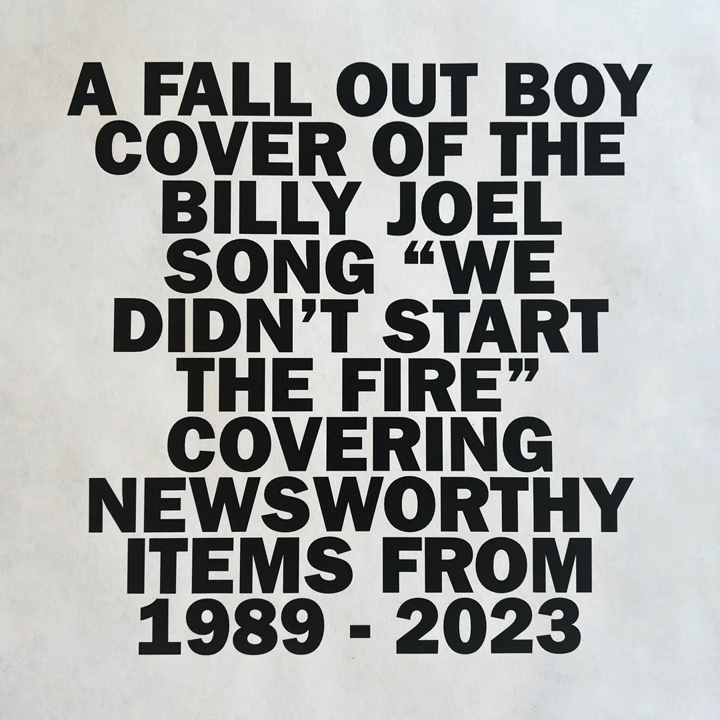 A FALL OUT BOY
COVER OF THE
BILLY JOEL
SONG “WE
DIDN’T START
THE FIRE”
COVERING
NEWSWORTHY
ITEMS FROM
1989 - 2023